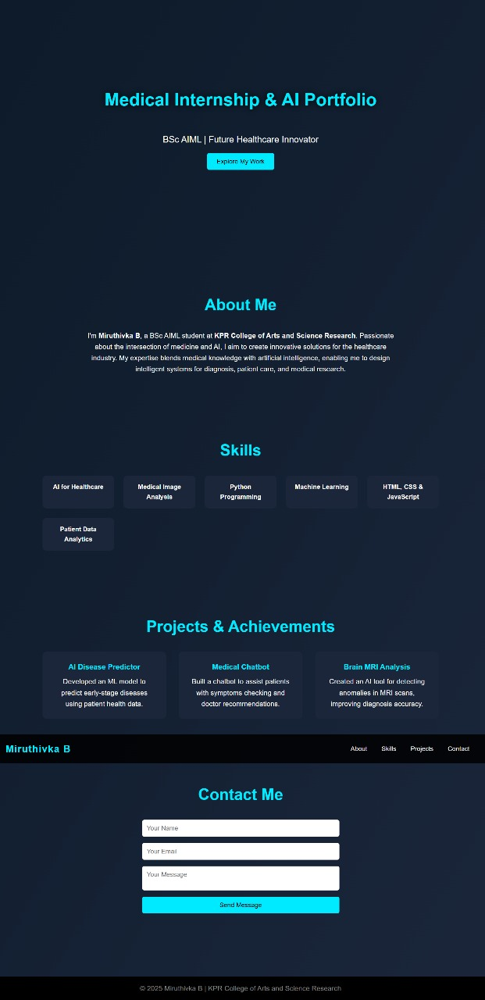 Medical Internship & AI Portfolio
BSc AIML | Future Healthcare Innovator
Explore My Work
About Me
I'm Miruthivka B, a BSc AIML student at KPR College of Arts and Science Research. Passionate
about the intersection of medicine and AI, I aim to create innovative solutions for the healthcare
industry. My expertise blends medical knowledge with artificial intelligence, enabling me to design
intelligent systems for diagnosis, patient care, and medical research.
Skills
AI for Healthcare
Medical Image
Analysis
Python
Programming
Machine Learning
HTML, CSS &
JavaScript
Patient Data
Analytics
Projects & Achievements
AI Disease Predictor
Developed an ML model to
predict early-stage diseases
using patient health data.
Medical Chatbot
Built a chatbot to assist patients
with symptoms checking and
doctor recommendations.
Brain MRI Analysis
Created an AI tool for detecting
anomalies in MRI scans,
improving diagnosis accuracy.
Miruthivka B
About Skills Projects Contact
Contact Me
Your Name
Your Email
Your Message
Send Message
© 2025 Miruthivka B | KPR College of Arts and Science Research